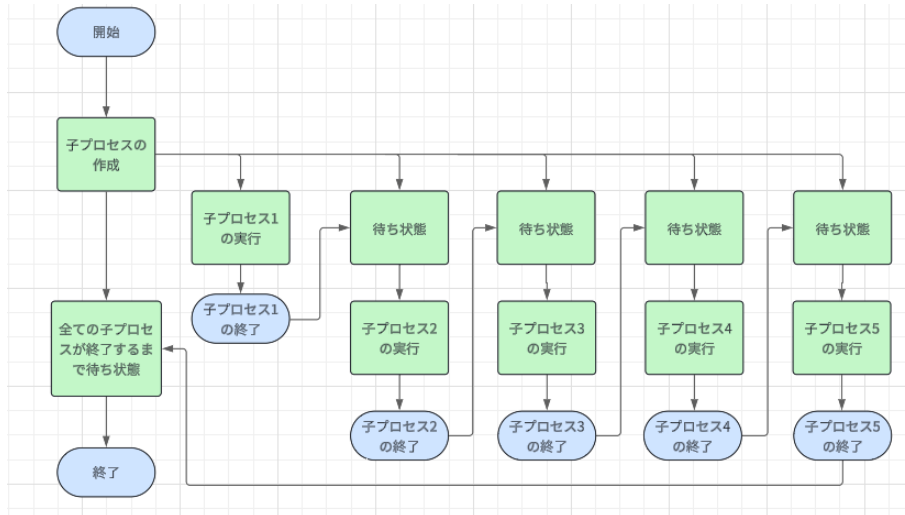 開始
子プロセスの
作成
子プロセス1
の実行
待ち状態
待ち状態
待ち状態
待ち状態
子プロセス1
の終了
全ての子プロセ
スが終了するま
で待ち状態
子プロセス2
の実行
子プロセス3
の実行
子プロセス4
の実行
子プロセス5
の実行
子プロセス2
の終了
子プロセス3
の終了
子プロセス4
の終了
子プロセス5
の終了
終了